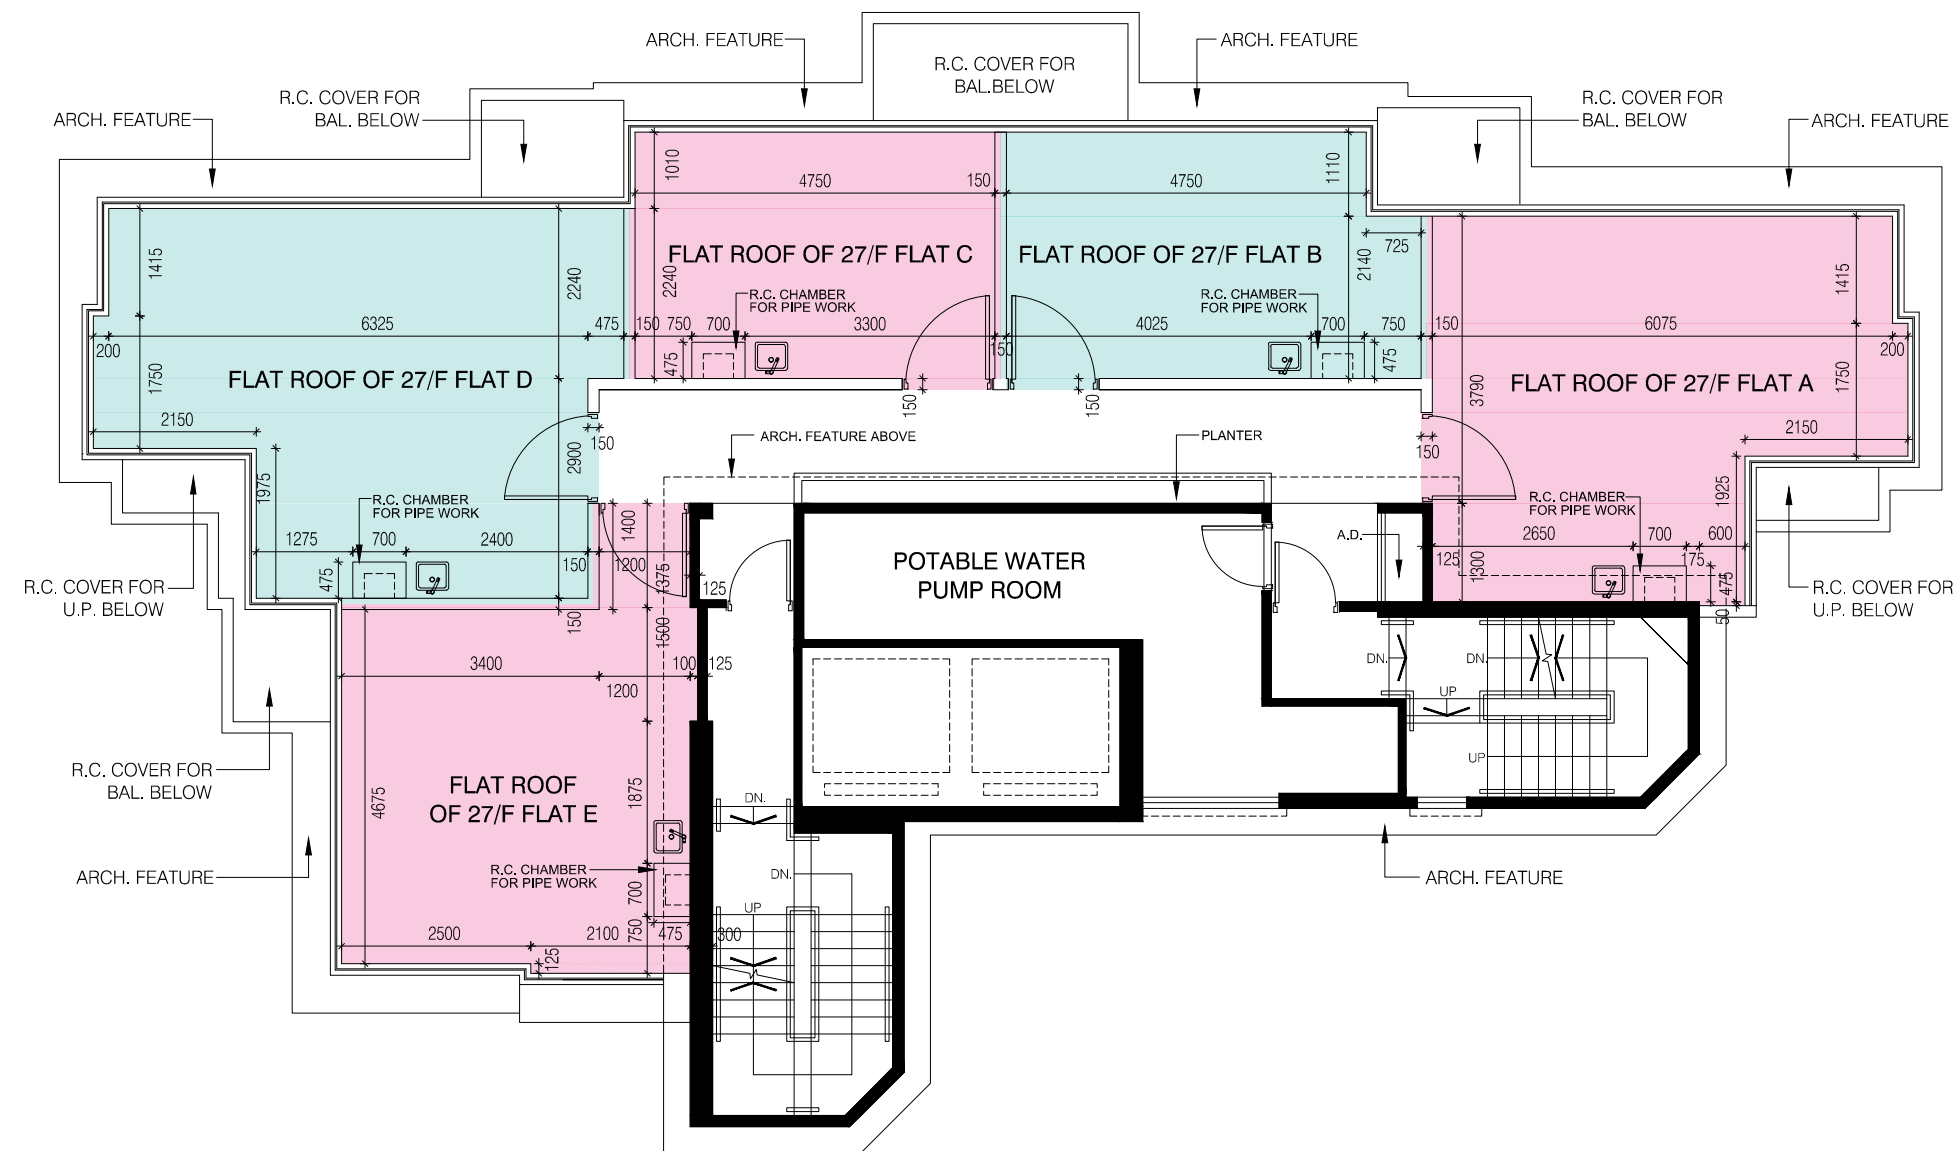 ARCH. FEATURE
ARCH. FEATURE
R.C. COVER FOR
BAL.BELOW
R.C. COVER FOR
BAL. BELOW
R.C. COVER FOR
BAL. BELOW
ARCH. FEATURE
ARCH. FEATURE
1010
4750
150
4750
1110
FLAT ROOF OF 27/F FLAT C
FLAT ROOF OF 27/F FLAT B
725
1415
2240
2240
2140
1415
R.C. CHAMBER
FOR PIPE WORK
R.C. CHAMBER
FOR PIPE WORK
6325
475
150
750
700
3300
4025
700
750
150
6075
200
150
200
475
475
1750
FLAT ROOF OF 27/F FLAT D
FLAT ROOF OF 27/F FLAT A
3790
1750
150
150
2150
150
ARCH. FEATURE ABOVE
PLANTER
150
2150
2900
1975
R.C. CHAMBER
FOR PIPE WORK
R.C. CHAMBER
FOR PIPE WORK
1925
1400
1275
700
2400
150
1200
A.D.
125
2650
700
600
175
1300
POTABLE WATER
PUMP ROOM
475
1375
125
475
R.C. COVER FOR
U.P. BELOW
R.C. COVER FOR
U.P. BELOW
150
1500
50
3400
100
125
1200
DN.
DN.
UP
UP
R.C. COVER FOR
BAL. BELOW
FLAT ROOF
OF 27/F FLAT E
4675
1875
DN.
ARCH. FEATURE
R.C. CHAMBER
FOR PIPE WORK
700
DN.
UP
ARCH. FEATURE
2500
2100
750
475
300
125